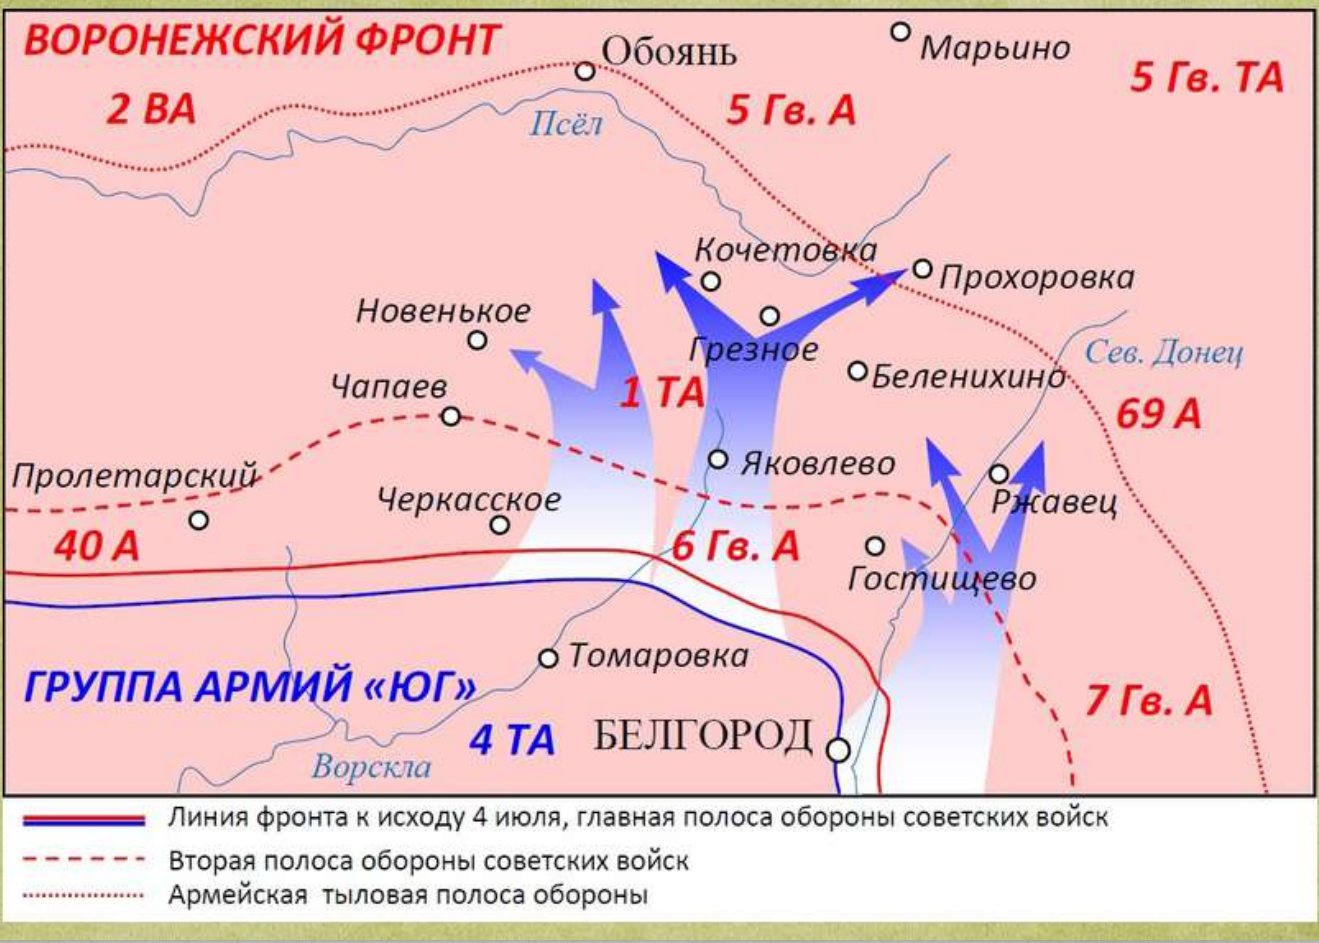 ВОРОНЕЖСКИЙ ФРОНТ
Обоянь
Марьино
2 ВА
5 Гв. А
5 Гв. ТА
Псёл
Кочетовка
Прохоровка
Новенькое
Грезное
Сев. Донец
Чапаев
1 ТА
Беленихино
69 А
Пролетарский
Яковлево
Черкасское
Ржавец
40 А
6 Гв. А
Гостищево
Томаровка
ГРУППА АРМИЙ «ЮГ»
7 Гв. А
4 ТА
БЕЛГОРОД
Ворскла
Линия фронта к исходу 4 июля, главная полоса обороны советских войск
Вторая полоса обороны советских войск
Армейская тыловая полоса обороны